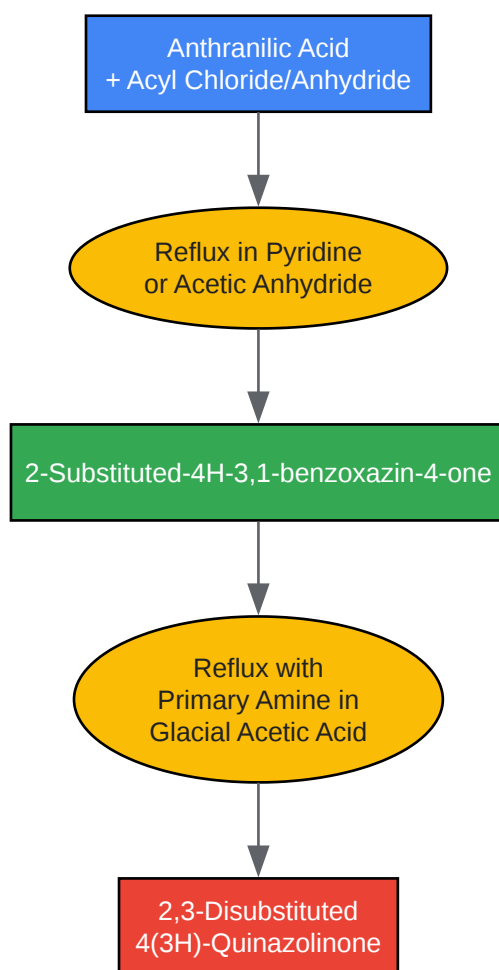 Anthranilic Acid
+ Acyl Chloride/Anhydride
Reflux in Pyridine
or Acetic Anhydride
2-Substituted-4H-3,1-benzoxazin-4-one
Reflux with
Primary Amine in
Glacial Acetic Acid
2,3-Disubstituted
4(3H)-Quinazolinone